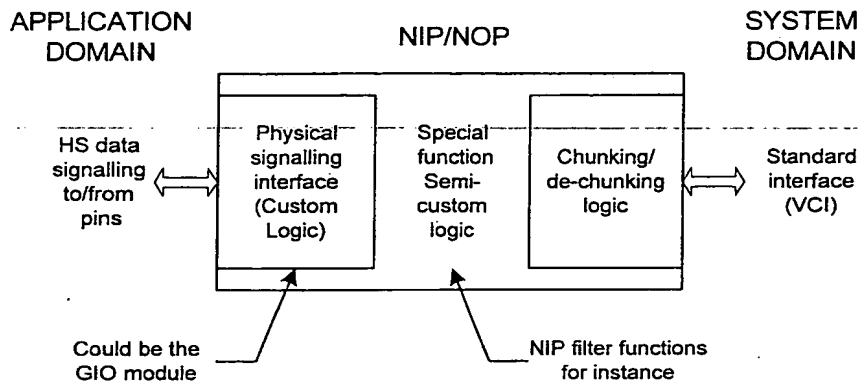 APPLICATION
DOMAIN
NIP/NOP
SYSTEM
DOMAIN
HS data
signalling
to/from
pins
Physical
signalling
interface
(Custom
Logic)
Special
function
Semi-
custom
logic
Chunking/
de-chunking
logic
Standard
interface
(VCI)
Could be the
GIO module
NIP filter functions
for instance